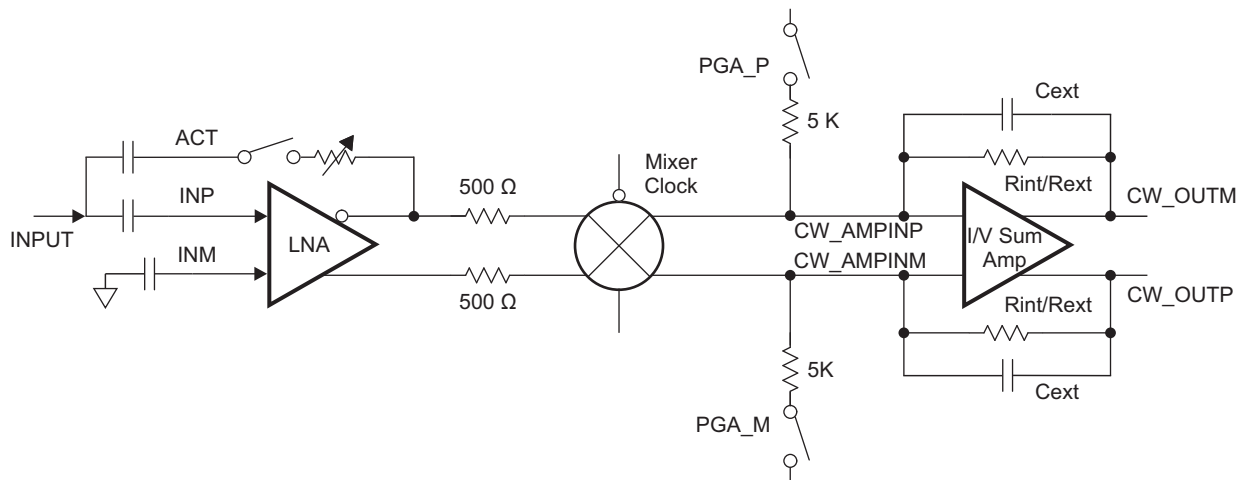 PGA_P
5 K
Cext
Rint/Rext
ACT
INP
INPUT
INM
LNA
500 Ω
500 Ω
Mixer
Clock
CW_AMPINP
CW_AMPINM
I/V Sum
Amp
CW_OUTM
CW_OUTP
Rint/Rext
Cext
5K
PGA_M